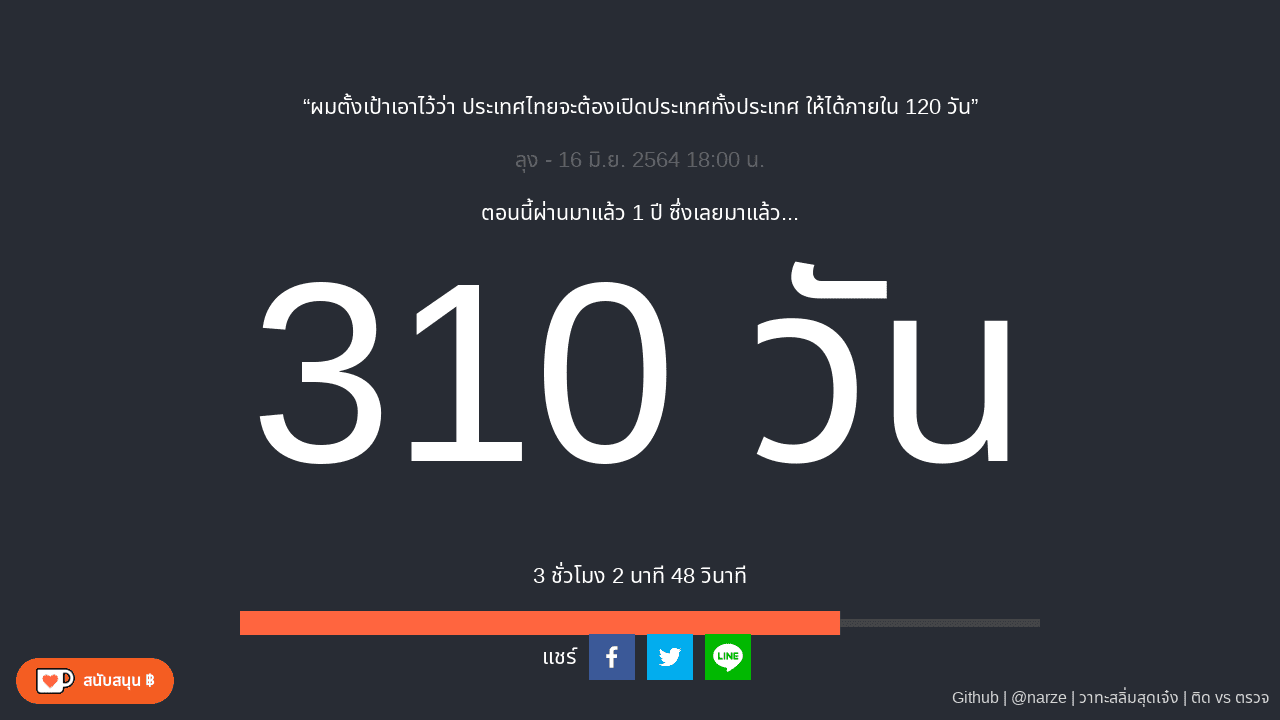 “ผมตั้งเป้าเอาไว้ว่า ประเทศไทยจะต้องเปิดประเทศทั้งประเทศ ให้ได้ภายใน 120 วัน”
ลุง - 16 มิ.ย. 2564 18:00 น.
ตอนนี้ผ่านมาแล้ว 1 ปี ซึ่งเลยมาแล้ว...
310 วัน
3 ชั่วโมง 2 นาที 48 วินาที
แชร์
LINE
สนับสนุน ฿
Github | @narze | วาทะสลิ่มสุดเจ๋ง | ติด vs ตรวจ